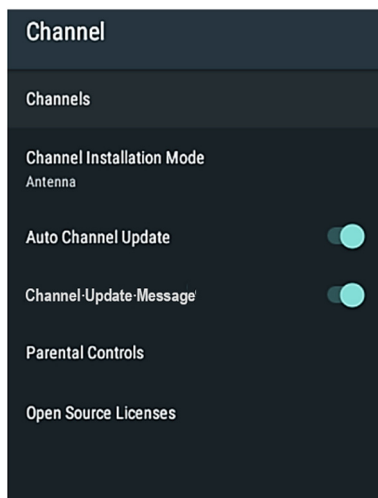 Channel
Channels
Channel Installation Mode
Antenna
Auto Channel Update
Channel·Update·Message'
Parental Controls
Open Source Licenses